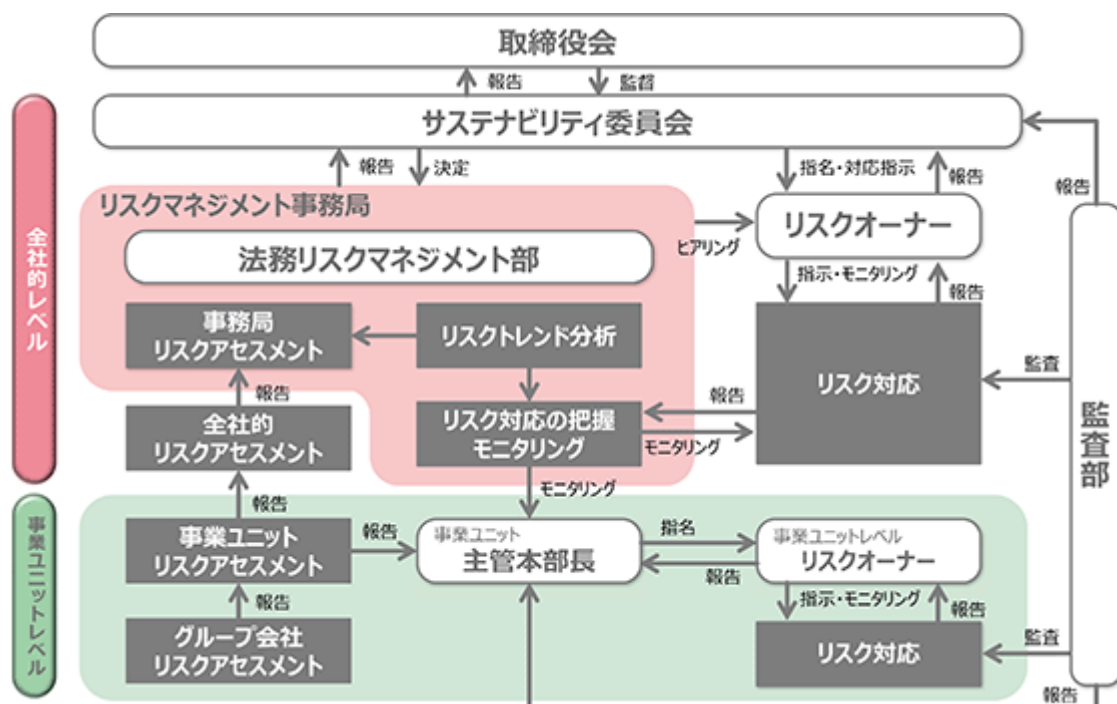 取締役会
報告
監督
サステナビリティ委員会
報告
決定
指名・対応指示
報告
報告
全社的レベル
リスクマネジメント事務局
法務リスクマネジメント部
ヒアリング
リスクオーナー
指示・モニタリング
報告
事務局
リスクアセスメント
リスクトレンド分析
リスク対応
監査
監査部
報告
全社的
リスクアセスメント
リスク対応の把握
モニタリング
報告
モニタリング
報告
モニタリング
事業ユニットレベル
事業ユニット
リスクアセスメント
報告
事業ユニット
主管本部長
指名
報告
事業ユニットレベル
リスクオーナー
報告
指示・モニタリング
報告
グループ会社
リスクアセスメント
リスク対応
監査
報告